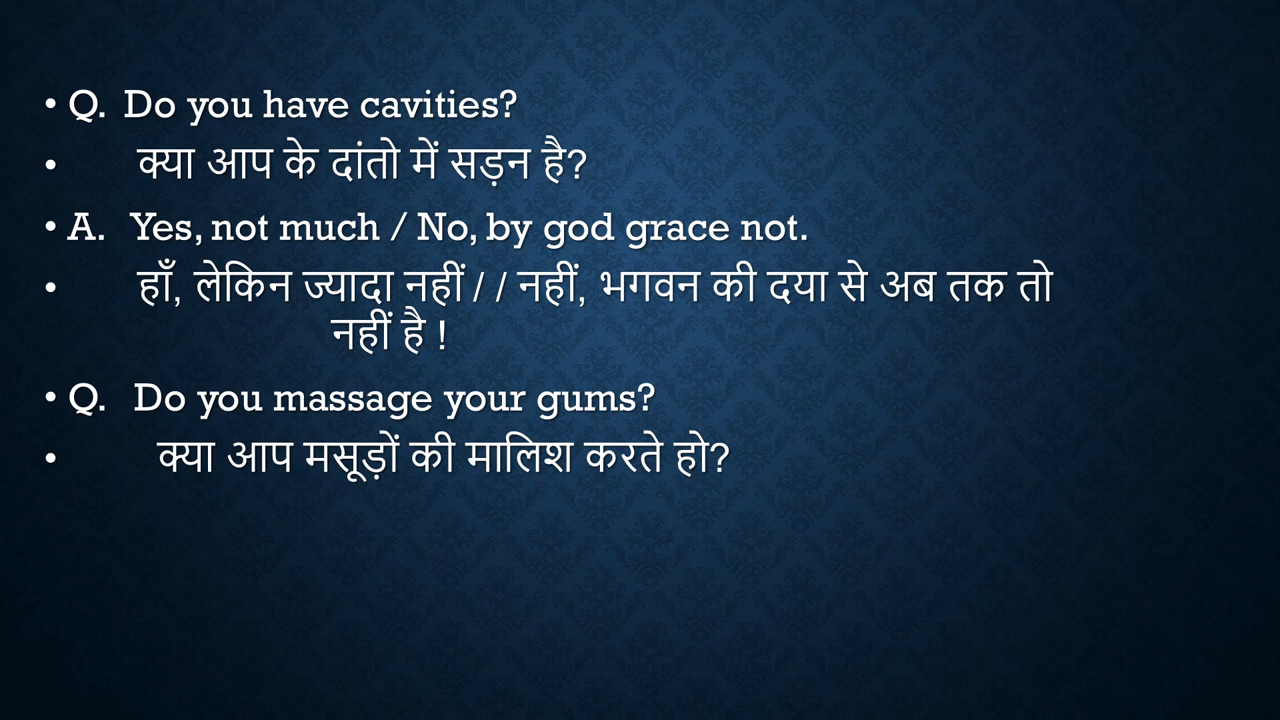 • Q. Do you have cavities?
• क्या आप के दांतो में सड़न है?
• A. Yes, not much / No, by god grace not.
• हाँ, लेकिन ज्यादा नहीं / / नहीं, भगवन की दया से अब तक तो
नहीं है !
• Q. Do you massage your gums?
• क्या आप मसूड़ों की मालिश करते हो?